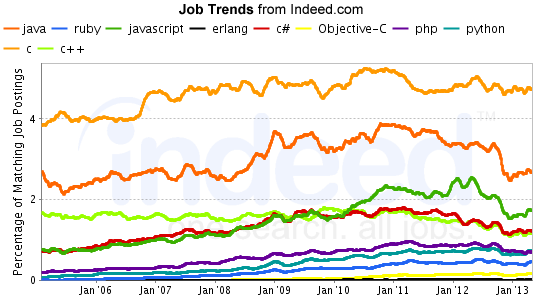 Job Trends from Indeed.com
java ruby javascript erlang c# Objective-C php python
c c++
Percentage of Matching Job Postings
4
2
0
indeed™
search all jobs
Jan'06 Jan'07 Jan'08 Jan'09 Jan'10 Jan'11 Jan'12 Jan'13